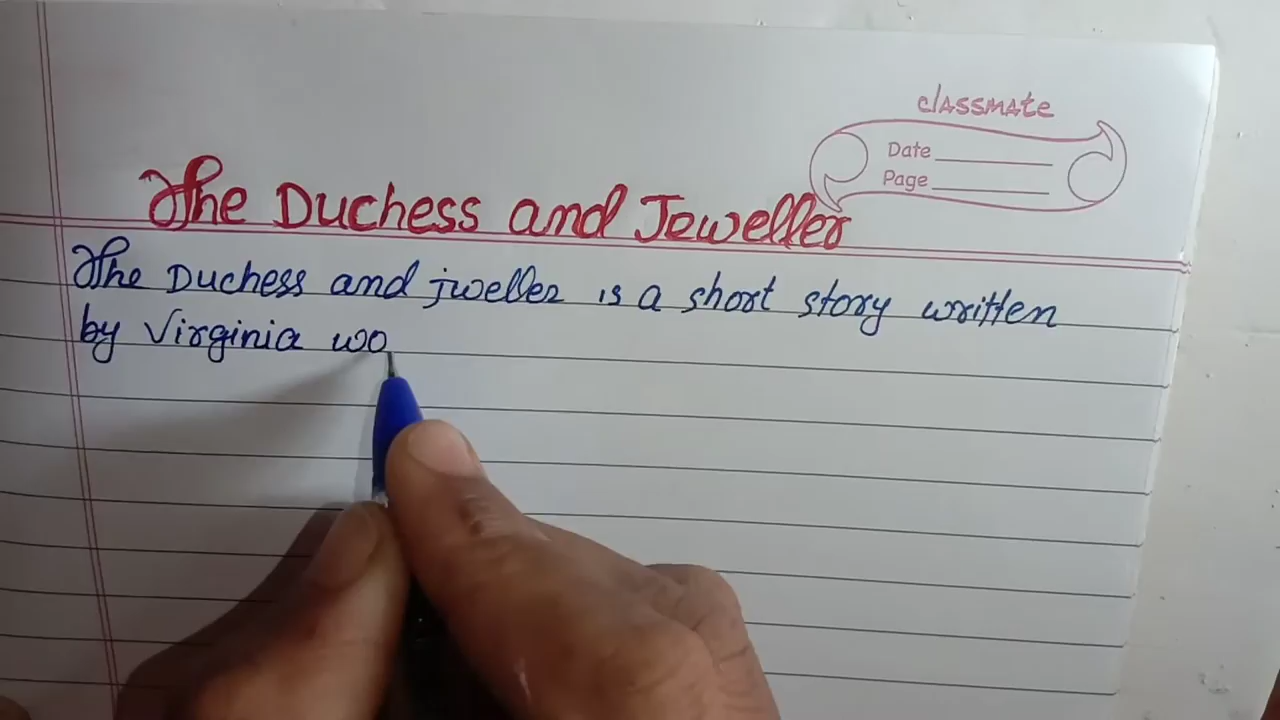 classmate
Date
Page
The Duchess and Jeweller
The Duchess and jweller is a short story written
by Virginia wo